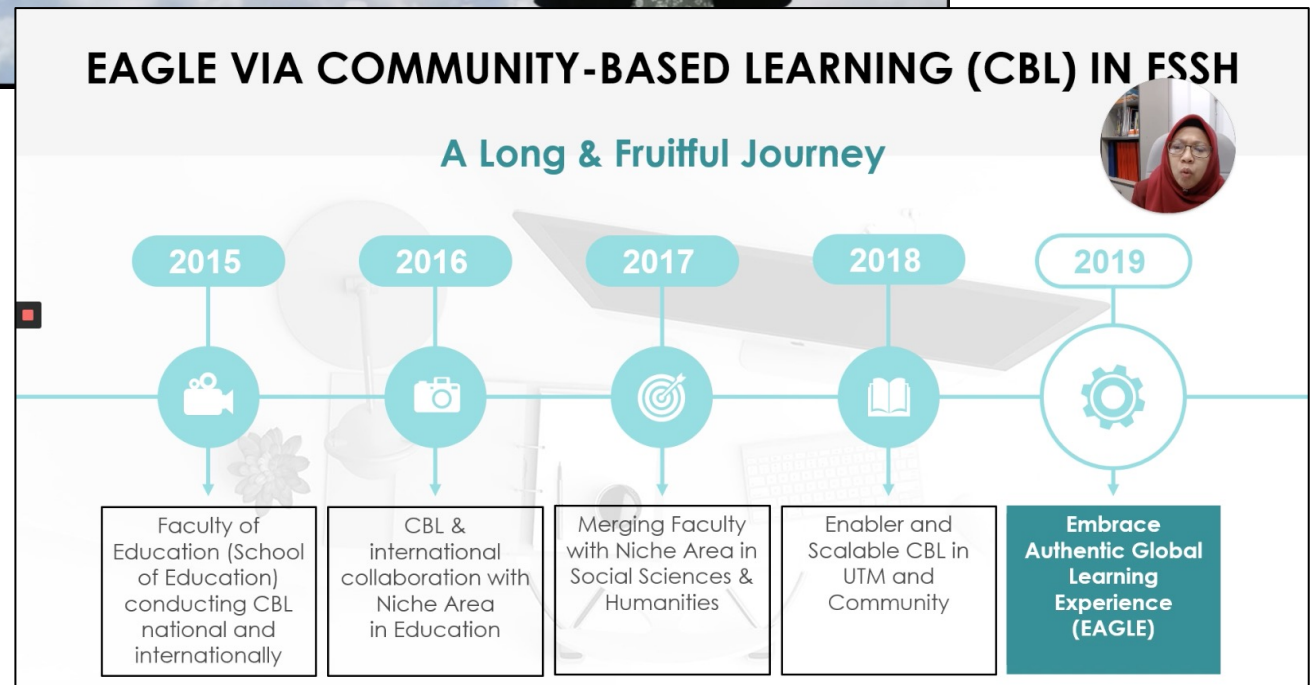 EAGLE VIA COMMUNITY-BASED LEARNING (CBL) IN FSSH
A Long & Fruitful Journey
2015
2016
2017
2018
2019
Faculty of
Education (School
of Education)
conducting CBL
national and
internationally
CBL &
international
collaboration with
Niche Area
in Education
Merging Faculty
with Niche Area in
Social Sciences &
Humanities
Enabler and
Scalable CBL in
UTM and
Community
Embrace
Authentic Global
Learning
Experience
(EAGLE)